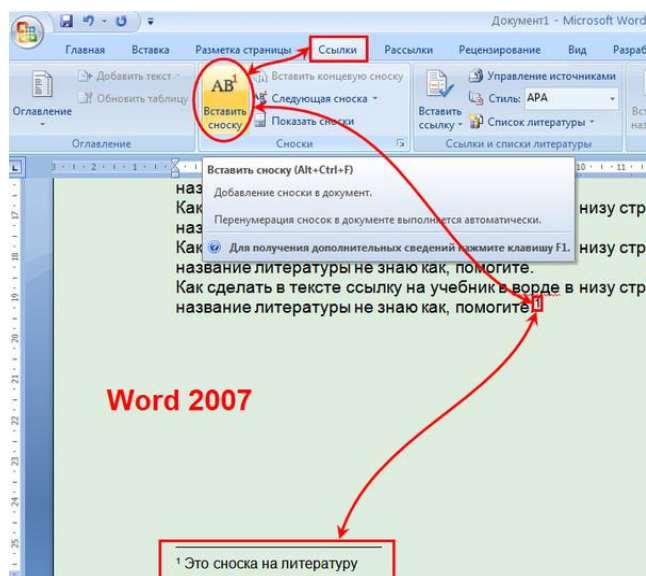 Документ1 - Microsoft Word
Главная Вставка Разметка страницы Ссылки Рассылки Рецензирование Вид Разраб
Оглавление
Добавить текст
Обновить таблицу
Оглавление
AB1
Вставить сноску
Вставить концевую сноску
AB Следующая сноска
Показать сноски
Сноски
Вставить ссылку
Управление источниками
Стиль: APA
Список литературы
Ссылки и списки литературы
Вставить сноску (Alt+Ctrl+F)
Добавление сноски в документ.
Перенумерация сносок в документе выполняется автоматически.
Для получения дополнительных сведений нажмите клавишу F1.
наз
Как низу стр
наз
Как низу стр
название литературы не знаю как, помогите.
Как сделать в тексте ссылку на учебник в ворде в низу стр
название литературы не знаю как, помогите.1
Word 2007
1 Это сноска на литературу